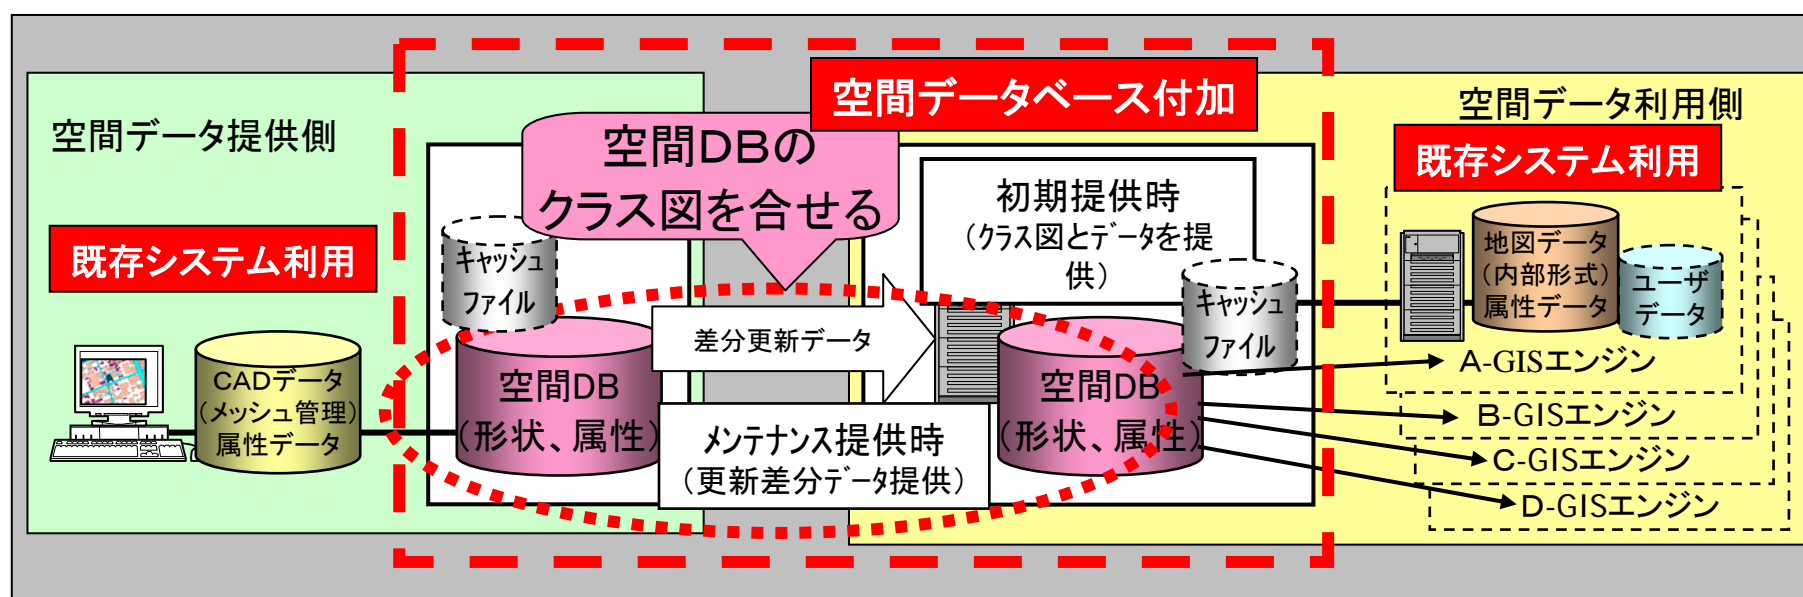 空間データベース付加
空間データ提供側
空間データ利用側
既存システム利用
空間DBの
クラス図を合せる
既存システム利用
初期提供時
（クラス図とデータを提
供）
キャッシュ
ファイル
キャッシュ
ファイル
地図データ
（内部形式）
属性データ
ユーザ
データ
差分更新データ
CADデータ
（メッシュ管理）
属性データ
空間DB
（形状、属性）
空間DB
（形状、属性）
メンテナンス提供時
（更新差分データ提供）
A-GISエンジン
B-GISエンジン
C-GISエンジン
D-GISエンジン